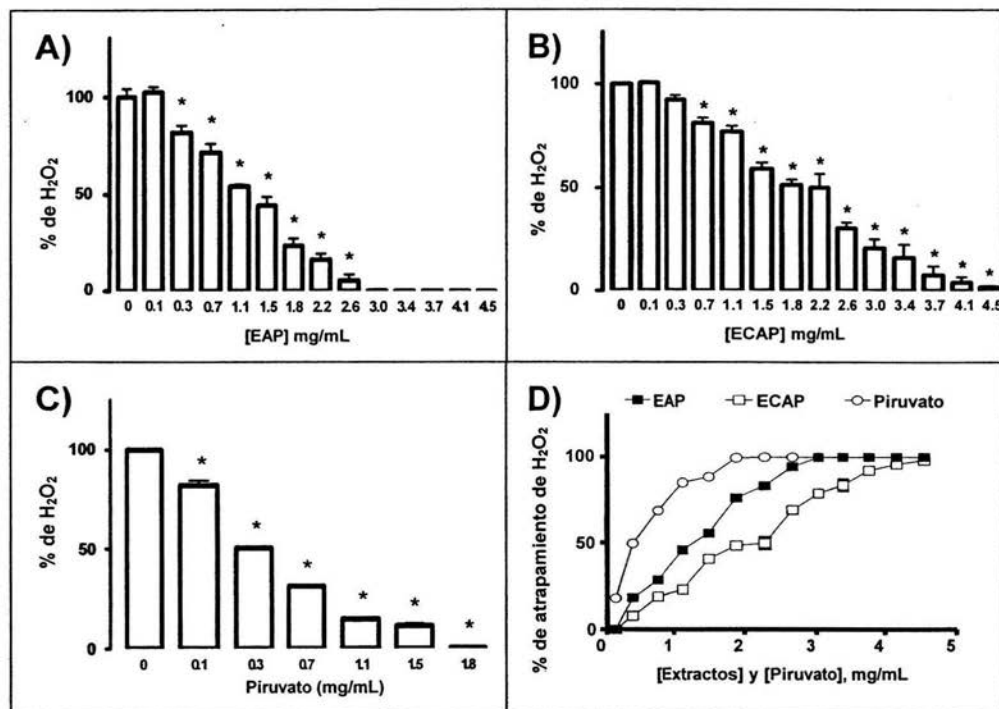 A)
% de H₂O₂
100
50
0
* * * * * * *
0 0.1 0.3 0.7 1.1 1.5 1.8 2.2 2.6 3.0 3.4 3.7 4.1 4.5
[EAP] mg/mL
B)
% de H₂O₂
100
50
0
* * * * * * * * * * *
0 0.1 0.3 0.7 1.1 1.5 1.8 2.2 2.6 3.0 3.4 3.7 4.1 4.5
[ECAP] mg/mL
C)
% de H₂O₂
100
50
0
* * * * * *
0 0.1 0.3 0.7 1.1 1.5 1.8
Piruvato (mg/mL)
D)
EAP ECAP Piruvato
% de atrapamiento de H₂O₂
100
50
0
0 1 2 3 4 5
[Extractos] y [Piruvato], mg/mL